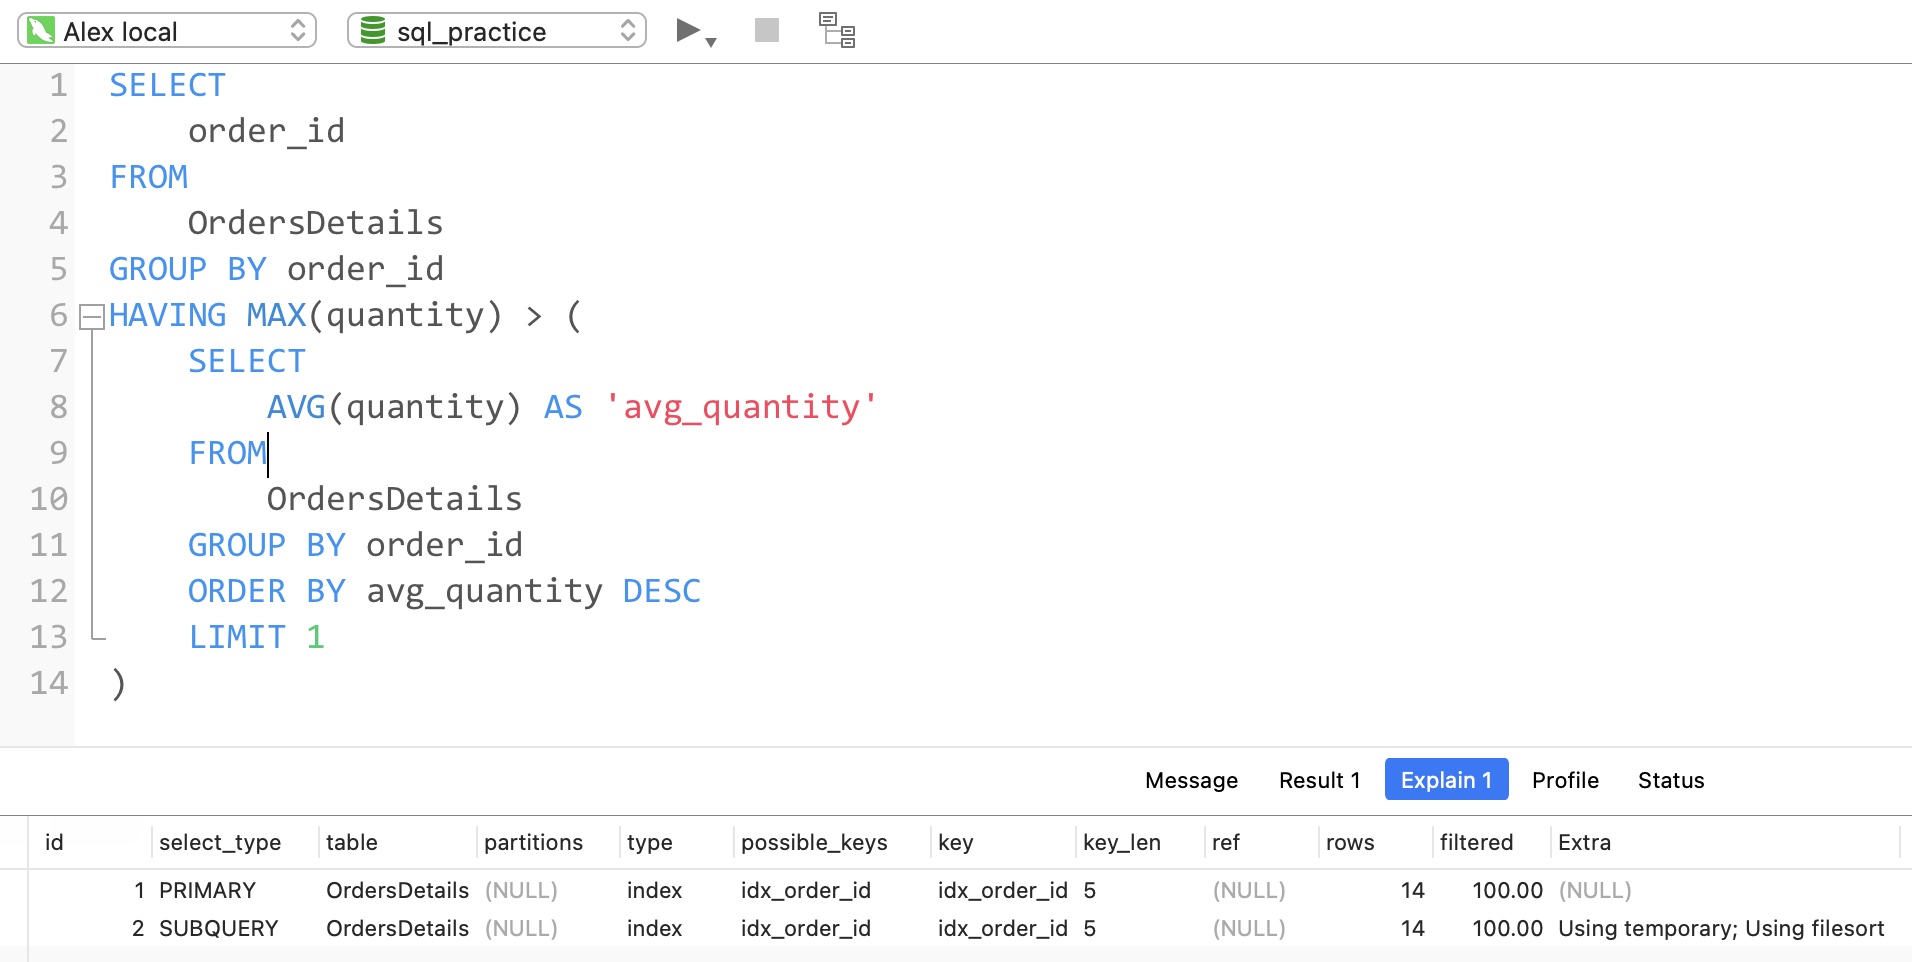 Alex local sql_practice
1 SELECT
2 order_id
3 FROM
4 OrdersDetails
5 GROUP BY order_id
6 HAVING MAX(quantity) > (
7 SELECT
8 AVG(quantity) AS 'avg_quantity'
9 FROM
10 OrdersDetails
11 GROUP BY order_id
12 ORDER BY avg_quantity DESC
13 LIMIT 1
14 )
Message Result 1 Explain 1 Profile Status
id select_type table partitions type possible_keys key key_len ref rows filtered Extra
1 PRIMARY OrdersDetails (NULL) index idx_order_id idx_order_id 5 (NULL) 14 100.00 (NULL)
2 SUBQUERY OrdersDetails (NULL) index idx_order_id idx_order_id 5 (NULL) 14 100.00 Using temporary; Using filesort